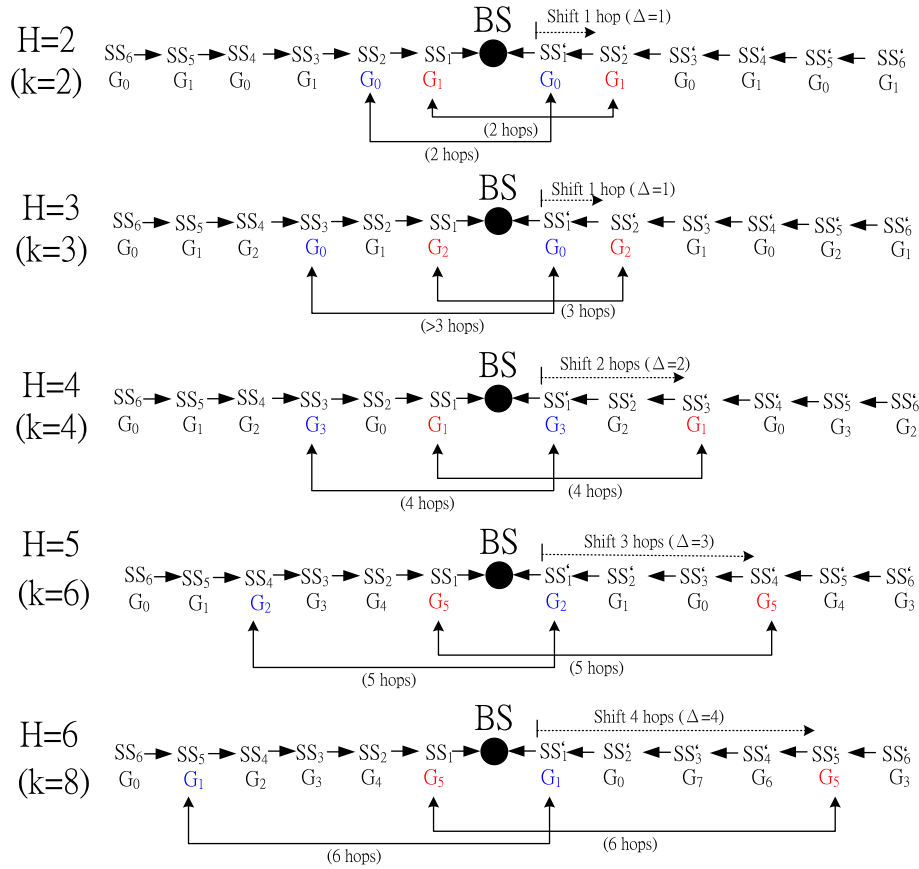 BS
Shift 1 hop (Δ=1)
H=2
(k=2)
SS₆ SS₅ SS₄ SS₃ SS₂ SS₁ SS‘₁ SS‘₂ SS‘₃ SS‘₄ SS‘₅ SS‘₆
G₀ G₁ G₀ G₁ G₀ G₁ G₀ G₁ G₀ G₁ G₀ G₁
(2 hops)
(2 hops)
BS
Shift 1 hop (Δ=1)
H=3
(k=3)
SS₆ SS₅ SS₄ SS₃ SS₂ SS₁ SS‘₁ SS‘₂ SS‘₃ SS‘₄ SS‘₅ SS‘₆
G₀ G₁ G₂ G₀ G₁ G₂ G₀ G₂ G₁ G₀ G₂ G₁
(3 hops)
(>3 hops)
BS
Shift 2 hops (Δ=2)
H=4
(k=4)
SS₆ SS₅ SS₄ SS₃ SS₂ SS₁ SS‘₁ SS‘₂ SS‘₃ SS‘₄ SS‘₅ SS‘₆
G₀ G₁ G₂ G₃ G₀ G₁ G₃ G₂ G₁ G₀ G₃ G₂
(4 hops) (4 hops)
BS
Shift 3 hops (Δ=3)
H=5
(k=6)
SS₆ SS₅ SS₄ SS₃ SS₂ SS₁ SS‘₁ SS‘₂ SS‘₃ SS‘₄ SS‘₅ SS‘₆
G₀ G₁ G₂ G₃ G₄ G₅ G₂ G₁ G₀ G₅ G₄ G₃
(5 hops) (5 hops)
BS
Shift 4 hops (Δ=4)
H=6
(k=8)
SS₆ SS₅ SS₄ SS₃ SS₂ SS₁ SS‘₁ SS‘₂ SS‘₃ SS‘₄ SS‘₅ SS‘₆
G₀ G₁ G₂ G₃ G₄ G₅ G₁ G₀ G₇ G₆ G₅ G₃
(6 hops) (6 hops)